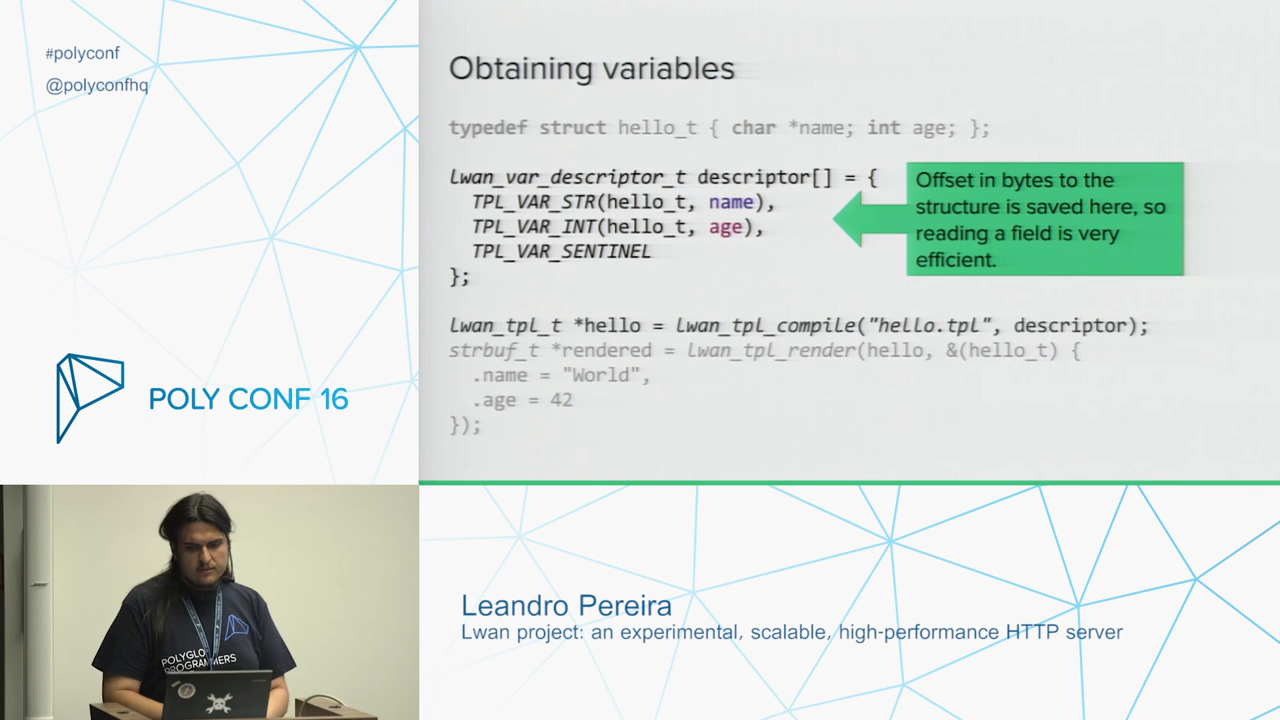 #polyconf
@polyconfhq
POLY CONF 16
Obtaining variables
typedef struct hello_t { char *name; int age; };
lwan_var_descriptor_t descriptor[] = {
TPL_VAR_STR(hello_t, name),
TPL_VAR_INT(hello_t, age),
TPL_VAR_SENTINEL
};
Offset in bytes to the
structure is saved here, so
reading a field is very
efficient.
lwan_tpl_t *hello = lwan_tpl_compile("hello.tpl", descriptor);
strbuf_t *rendered = lwan_tpl_render(hello, &(hello_t) {
.name = "World",
.age = 42
});
POLYGLO
PROGRAMMERS
Leandro Pereira
Lwan project: an experimental, scalable, high-performance HTTP server